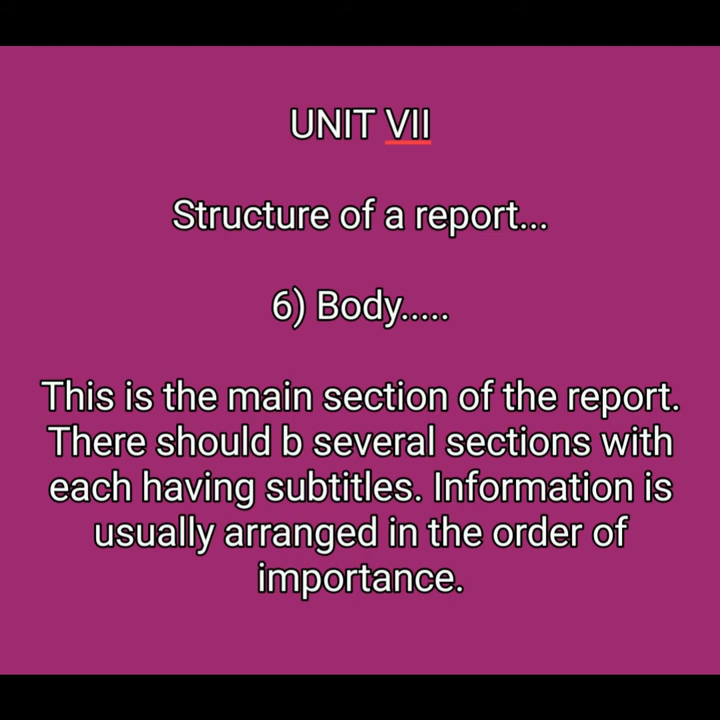 UNIT VII
Structure of a report...
6) Body.....
This is the main section of the report.
There should b several sections with
each having subtitles. Information is
usually arranged in the order of
importance.